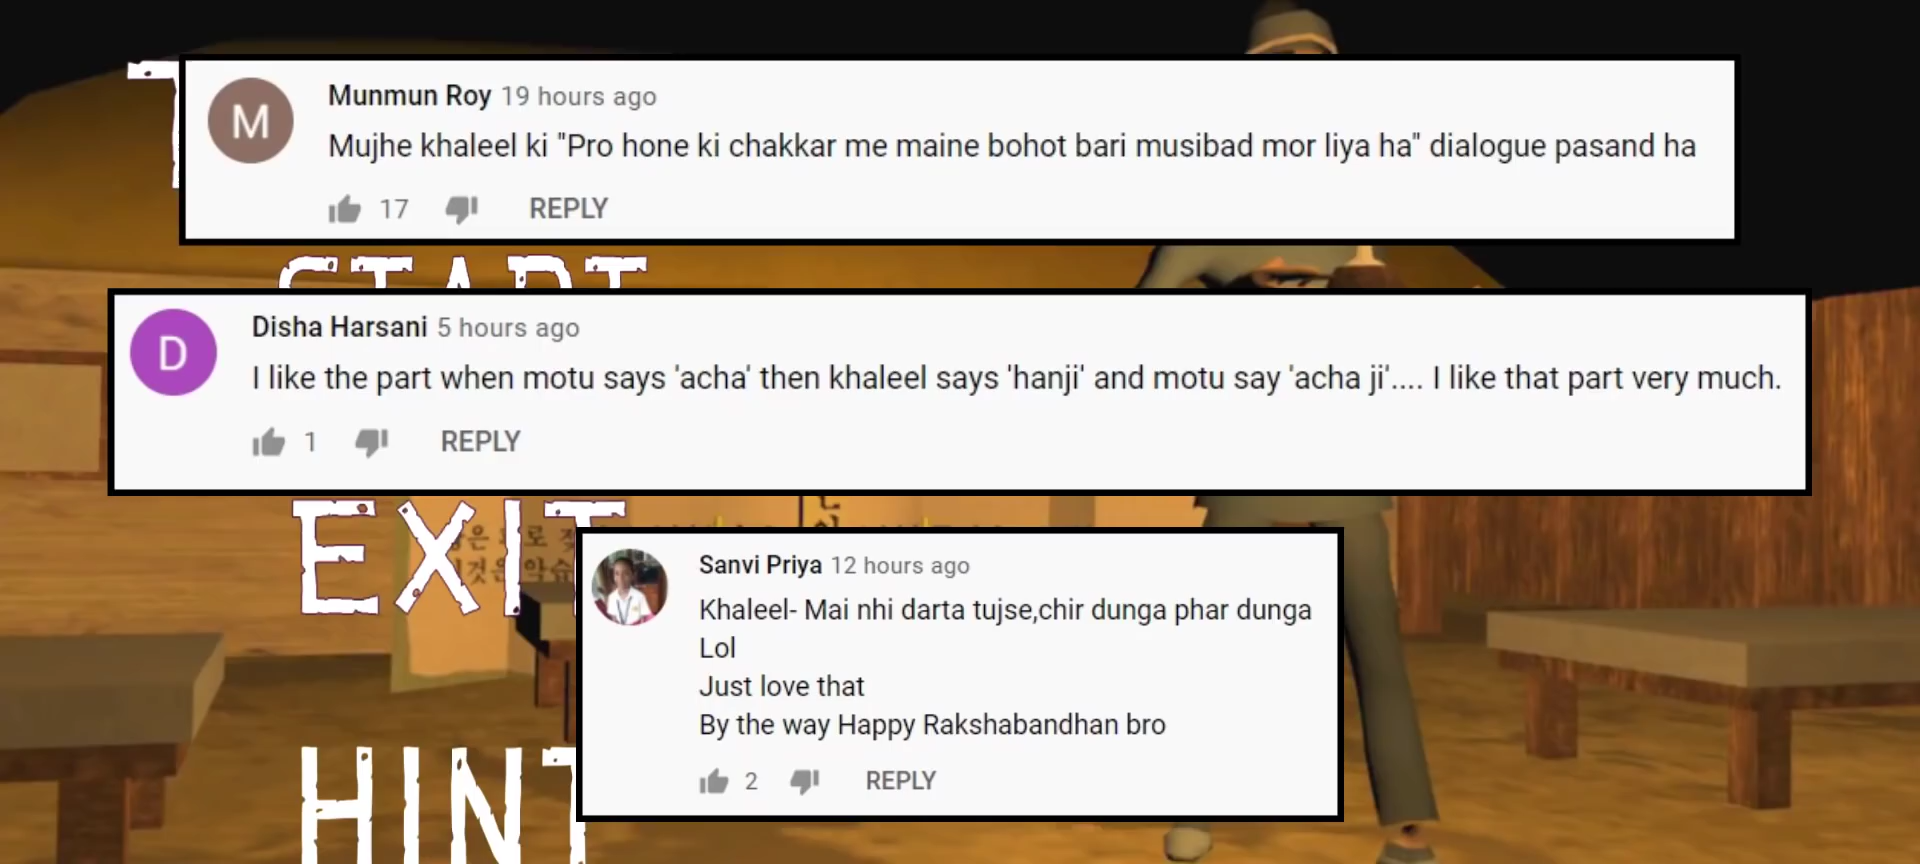 Munmun Roy 19 hours ago
Mujhe khaleel ki "Pro hone ki chakkar me maine bohot bari musibad mor liya ha" dialogue pasand ha
17 REPLY
START
Disha Harsani 5 hours ago
I like the part when motu says 'acha' then khaleel says 'hanji' and motu say 'acha ji'.... I like that part very much.
1 REPLY
EXIT
Sanvi Priya 12 hours ago
Khaleel- Mai nhi darta tujse,chir dunga phar dunga
Lol
Just love that
By the way Happy Rakshabandhan bro
2 REPLY
HINT